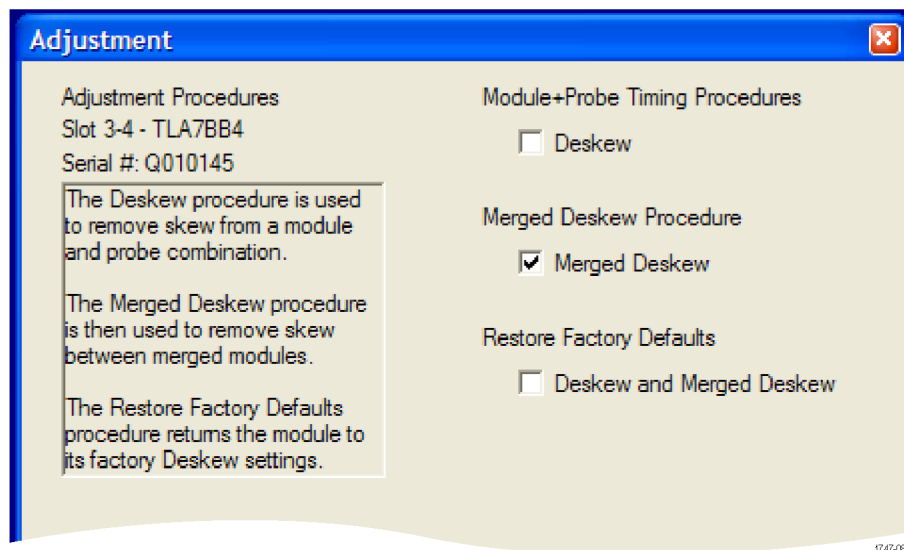 Adjustment
Adjustment Procedures
Slot 3-4 - TLA7BB4
Serial #: Q010145
The Deskew procedure is used
to remove skew from a module
and probe combination.
The Merged Deskew procedure
is then used to remove skew
between merged modules.
The Restore Factory Defaults
procedure returns the module to
its factory Deskew settings.
Module+Probe Timing Procedures
Deskew
Merged Deskew Procedure
Merged Deskew
Restore Factory Defaults
Deskew and Merged Deskew